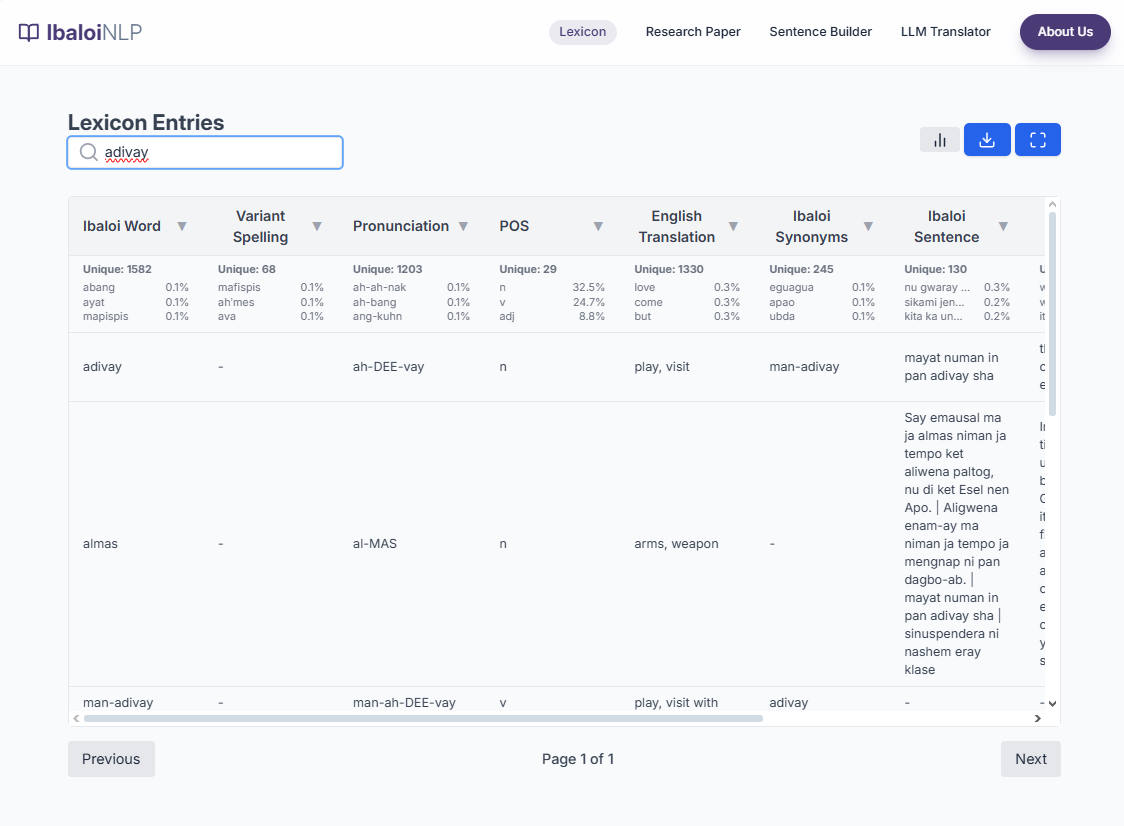 IbaloiNLP
Lexicon
Research Paper
Sentence Builder
LLM Translator
About Us
Lexicon Entries
adivay
Ibaloi Word
Variant
Spelling
Pronunciation
POS
English
Translation
Ibaloi
Synonyms
Ibaloi
Sentence
Unique: 1582
Unique: 68
Unique: 1203
Unique: 29
Unique: 1330
Unique: 245
Unique: 130
abang 0.1%
mafispis 0.1%
ah-ah-nak 0.1%
n 32.5%
love 0.3%
eguagua 0.1%
nu gwaray ... 0.3%
ayat 0.1%
ah'mes 0.1%
ah-bang 0.1%
v 24.7%
come 0.3%
apao 0.1%
sikami jen... 0.2%
mapispis 0.1%
ava 0.1%
ang-kuhn 0.1%
adj 8.8%
but 0.3%
ubda 0.1%
kita ka un... 0.2%
adivay
-
ah-DEE-vay
n
play, visit
man-adivay
mayat numan in
pan adivay sha
almas
-
al-MAS
n
arms, weapon
-
Say emausal ma
ja almas niman ja
tempo ket
aliwena paltog,
nu di ket Esel nen
Apo. | Aligwena
enam-ay ma
niman ja tempo ja
mengnap ni pan
dagbo-ab. |
mayat numan in
pan adivay sha |
sinuspendera ni
nashem eray
klase
man-adivay
-
man-ah-DEE-vay
v
play, visit with
adivay
-
-
Previous
Page 1 of 1
Next